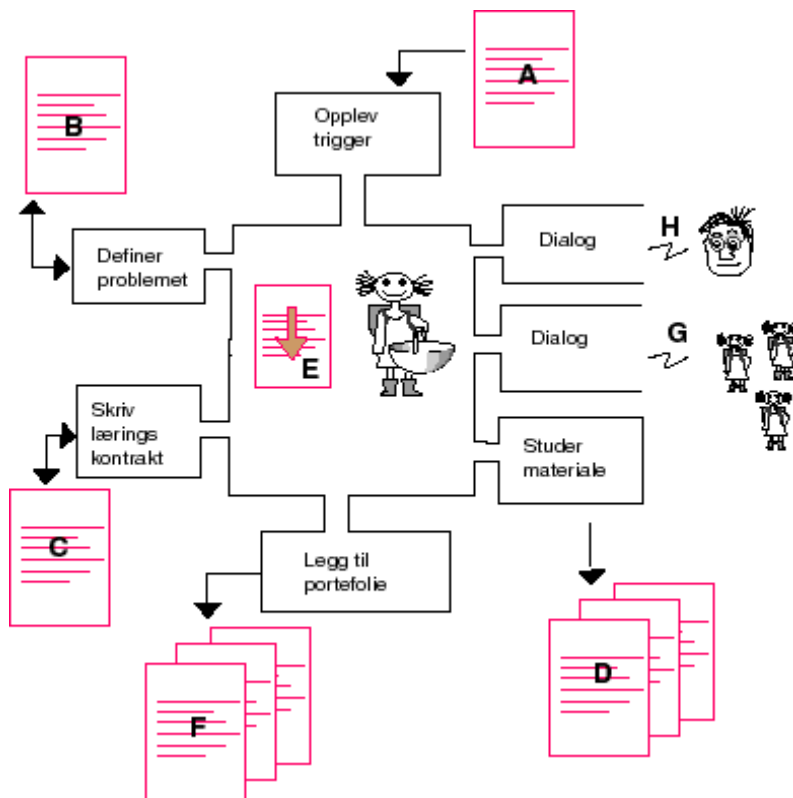 A
Opplev
trigger
B
Dialog
H
Definer
problemet
Dialog
G
E
Skriv
lærings
kontrakt
Studer
materiale
C
Legg til
portefolie
D
F